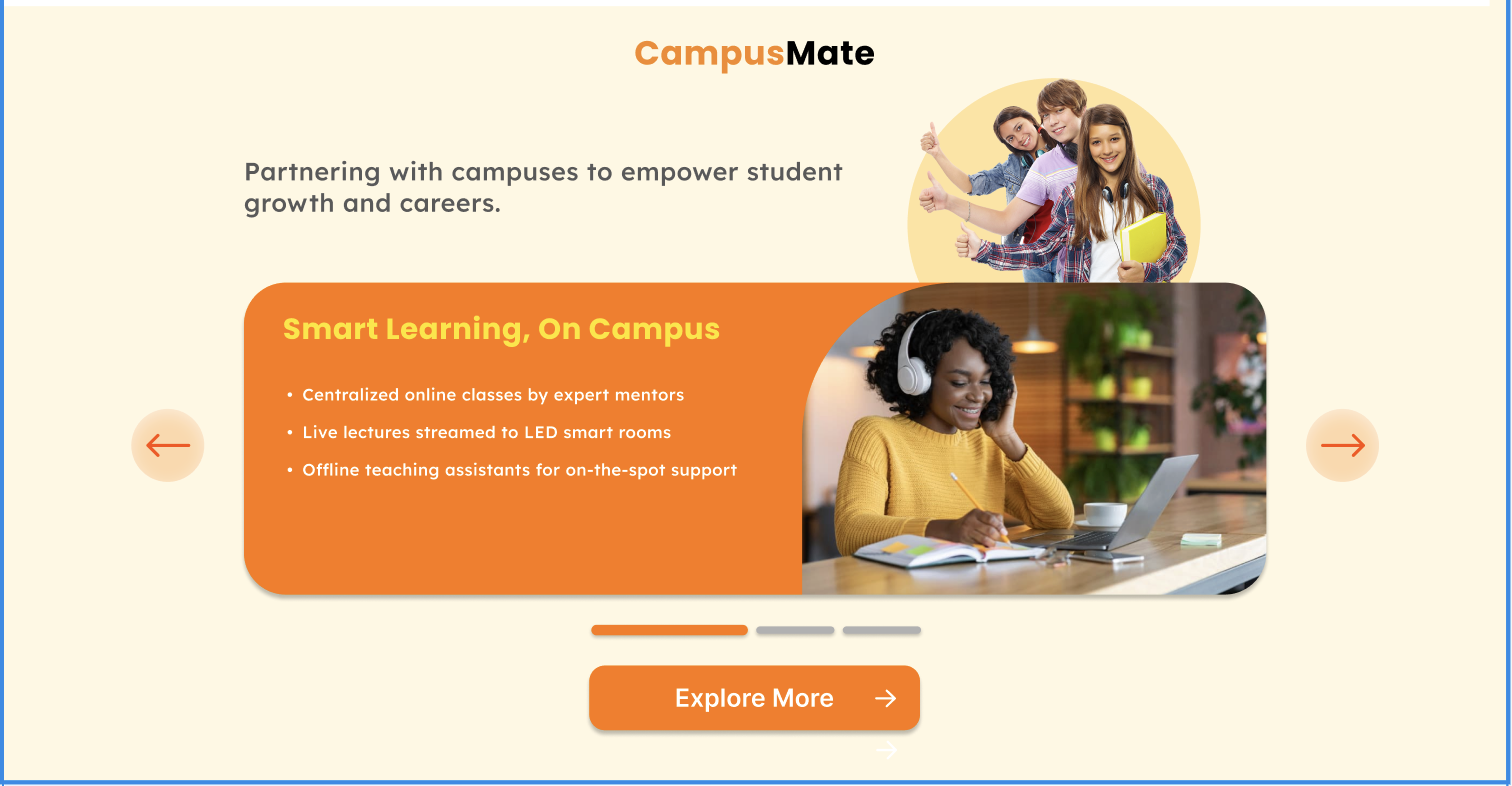 CampusMate
Partnering with campuses to empower student
growth and careers.
Smart Learning, On Campus
• Centralized online classes by expert mentors
• Live lectures streamed to LED smart rooms
• Offline teaching assistants for on-the-spot support
Explore More